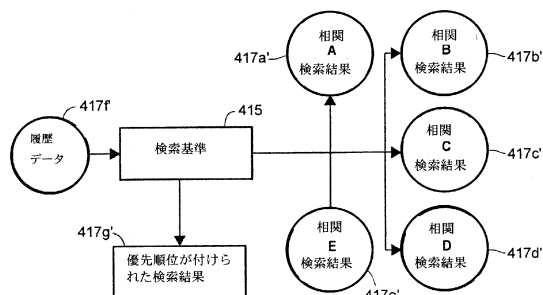 相関
A
検索結果
417a'
相関
B
検索結果
417b'
417f'
履歴
データ
415
検索基準
相関
C
検索結果
417c'
417g'
優先順位が付けら
れた検索結果
相関
E
検索結果
417e'
相関
D
検索結果
417d'